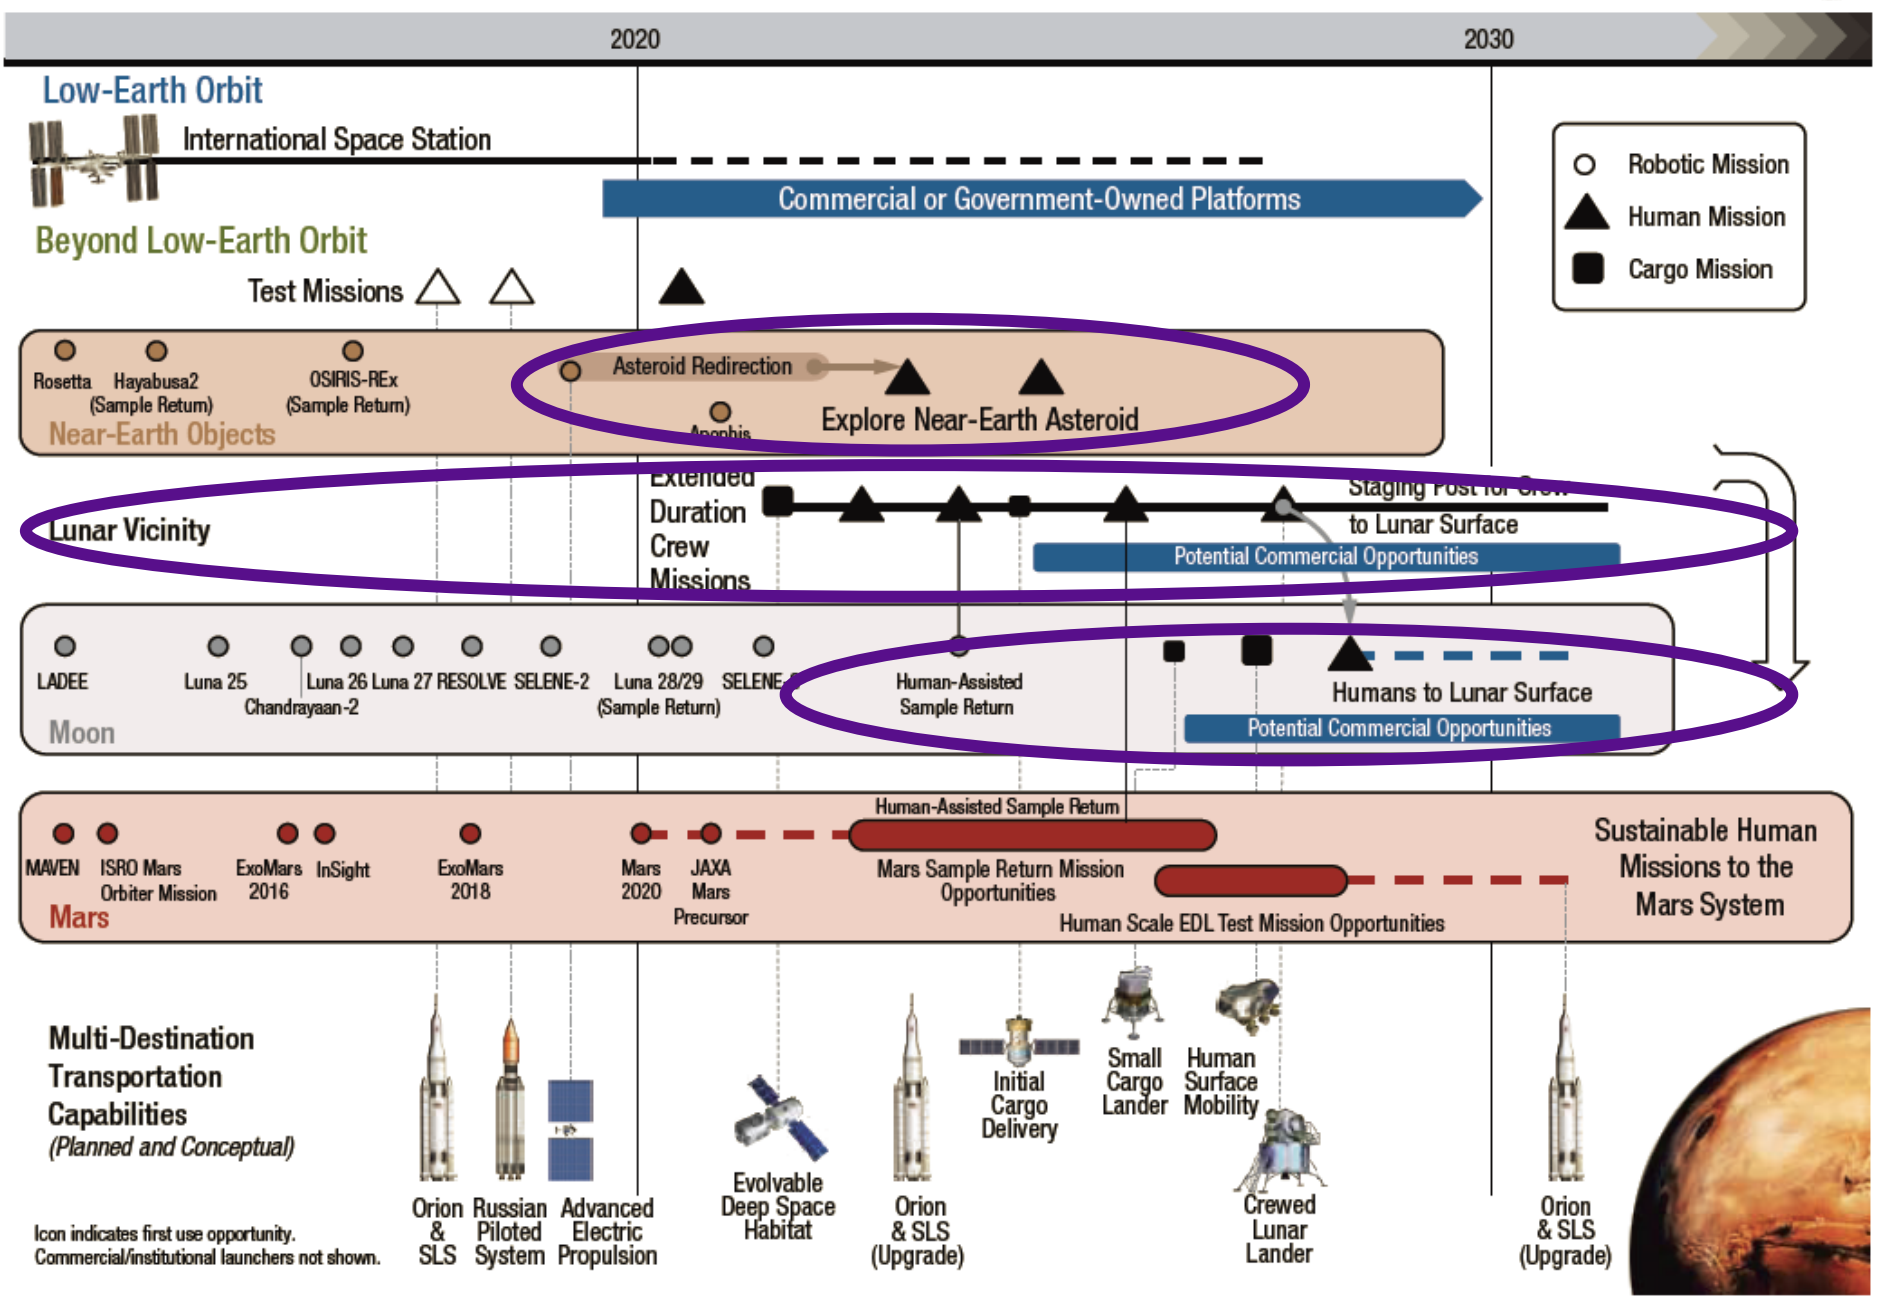 2020
2030
Low-Earth Orbit
International Space Station
Commercial or Government-Owned Platforms
Robotic Mission
Human Mission
Cargo Mission
Beyond Low-Earth Orbit
Test Missions
Asteroid Redirection
Rosetta
Hayabusa2
(Sample Return)
OSIRIS-REx
(Sample Return)
Apophis
Explore Near-Earth Asteroid
Near-Earth Objects
Lunar Vicinity
Extended
Duration
Crew
Missions
Staging Post for Crew
to Lunar Surface
Potential Commercial Opportunities
LADEE
Luna 25
Chandrayaan-2
Luna 26
Luna 27
RESOLVE
SELENE-2
Luna 28/29
(Sample Return)
SELENE-
Human-Assisted
Sample Return
Humans to Lunar Surface
Potential Commercial Opportunities
Moon
Human-Assisted Sample Return
MAVEN
ISRO Mars
Orbiter Mission
ExoMars
2016
InSight
ExoMars
2018
Mars
2020
JAXA
Mars
Precursor
Mars Sample Return Mission
Opportunities
Human Scale EDL Test Mission Opportunities
Sustainable Human
Missions to the
Mars System
Mars
Multi-Destination
Transportation
Capabilities
(Planned and Conceptual)
Icon indicates first use opportunity.
Commercial/institutional launchers not shown.
Orion
&
SLS
Russian
Piloted
System
Advanced
Electric
Propulsion
Evolvable
Deep Space
Habitat
Orion
& SLS
(Upgrade)
Initial
Cargo
Delivery
Small
Cargo
Lander
Human
Surface
Mobility
Crewed
Lunar
Lander
Orion
& SLS
(Upgrade)